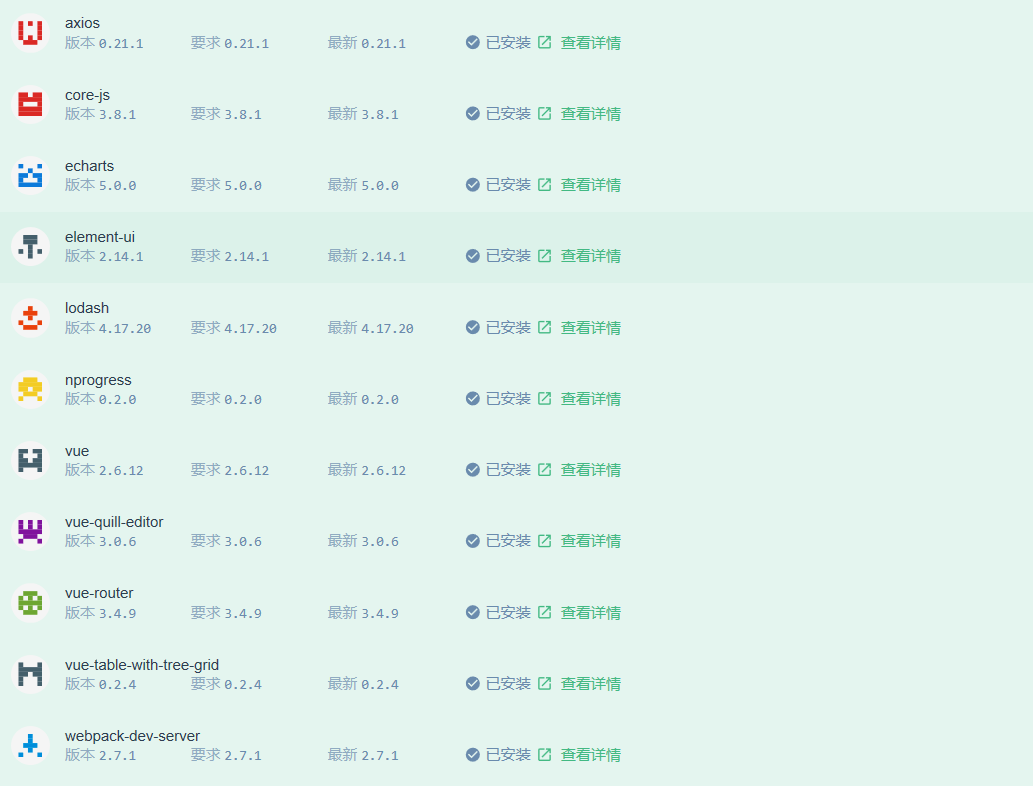 axios
版本 0.21.1 要求 0.21.1 最新 0.21.1 已安装 查看详情
core-js
版本 3.8.1 要求 3.8.1 最新 3.8.1 已安装 查看详情
echarts
版本 5.0.0 要求 5.0.0 最新 5.0.0 已安装 查看详情
element-ui
版本 2.14.1 要求 2.14.1 最新 2.14.1 已安装 查看详情
lodash
版本 4.17.20 要求 4.17.20 最新 4.17.20 已安装 查看详情
nprogress
版本 0.2.0 要求 0.2.0 最新 0.2.0 已安装 查看详情
vue
版本 2.6.12 要求 2.6.12 最新 2.6.12 已安装 查看详情
vue-quill-editor
版本 3.0.6 要求 3.0.6 最新 3.0.6 已安装 查看详情
vue-router
版本 3.4.9 要求 3.4.9 最新 3.4.9 已安装 查看详情
vue-table-with-tree-grid
版本 0.2.4 要求 0.2.4 最新 0.2.4 已安装 查看详情
webpack-dev-server
版本 2.7.1 要求 2.7.1 最新 2.7.1 已安装 查看详情